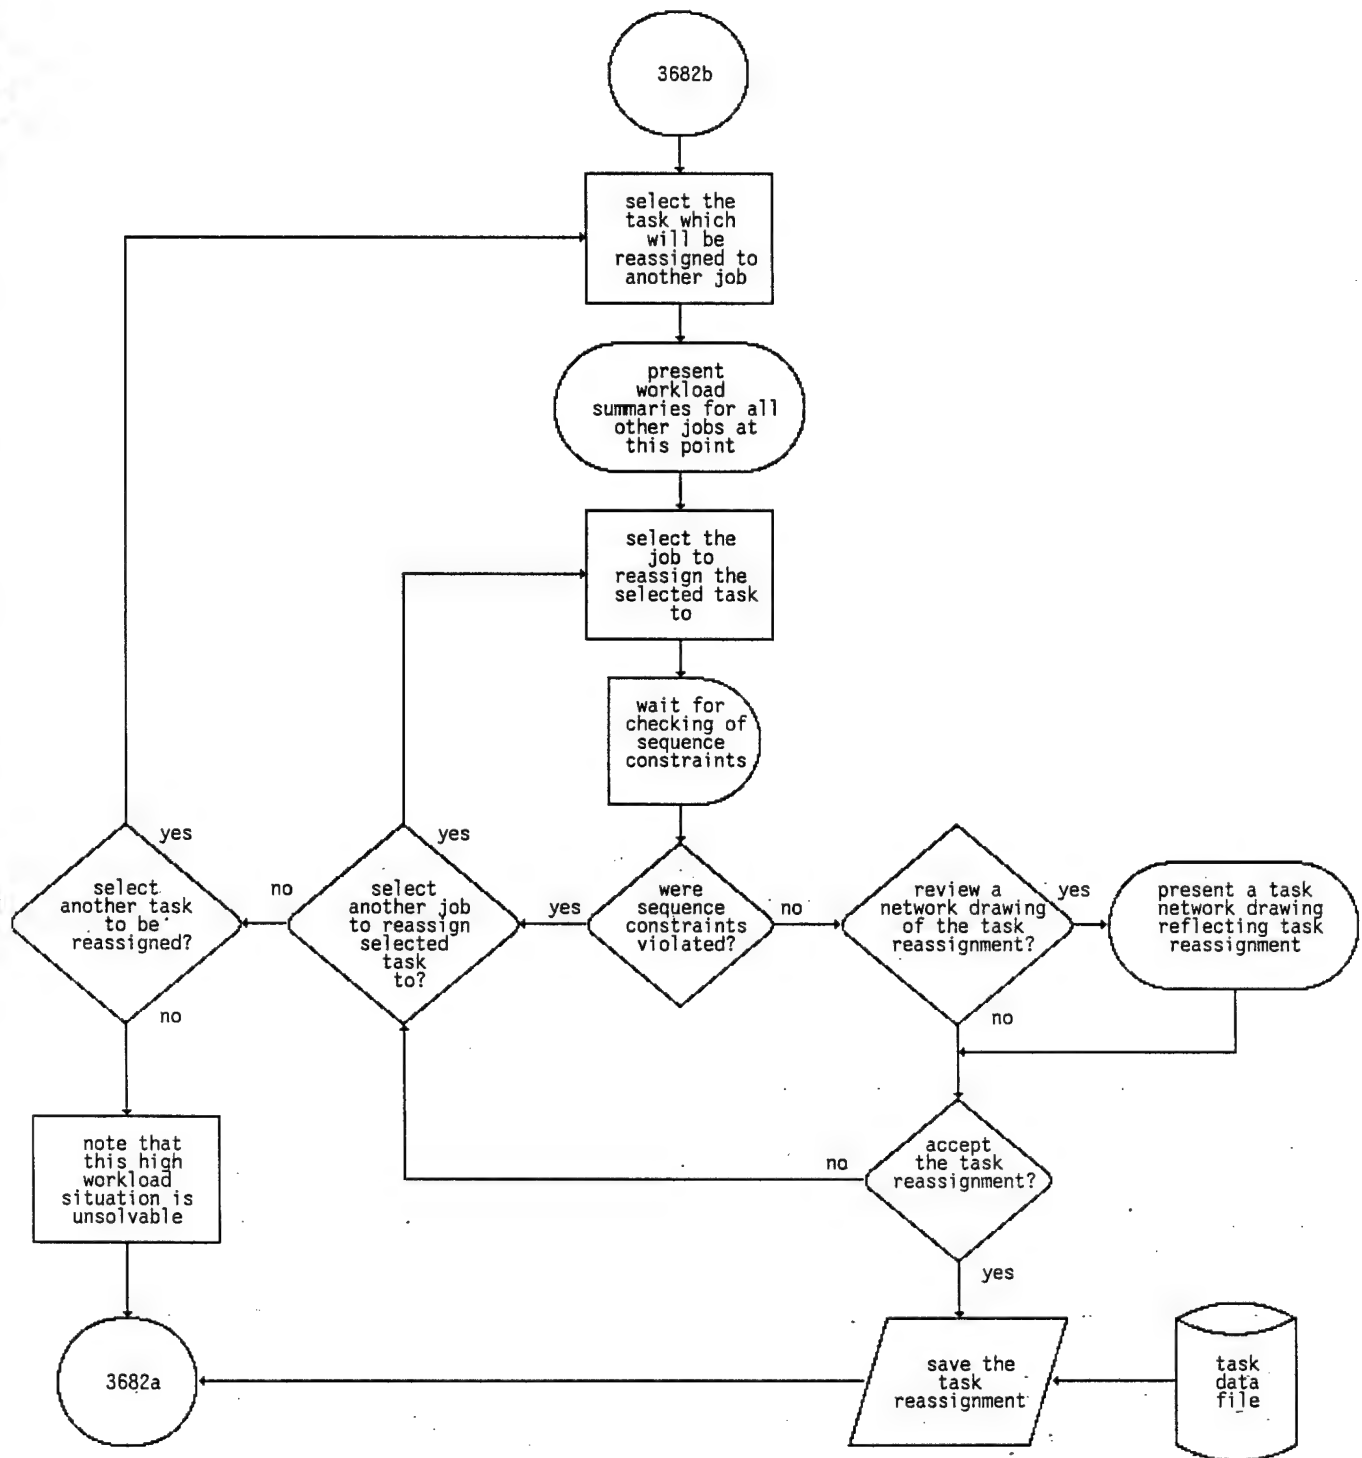 3682b
select the
task which
will be
reassigned to
another job
present
workload
summaries for all
other jobs at
this point
select the
job to
reassign the
selected task
to
wait for
checking of
sequence
constraints
yes
select
another task
to be
reassigned?
no
no
yes
select
another job
to reassign
selected
task
to?
yes
were
sequence
constraints
violated?
no
review a
network drawing
of the task
reassignment?
yes
no
present a task
network drawing
reflecting task
reassignment
note that
this high
workload
situation is
unsolvable
no
accept
the task
reassignment?
yes
3682a
save the
task
reassignment
task
data
file